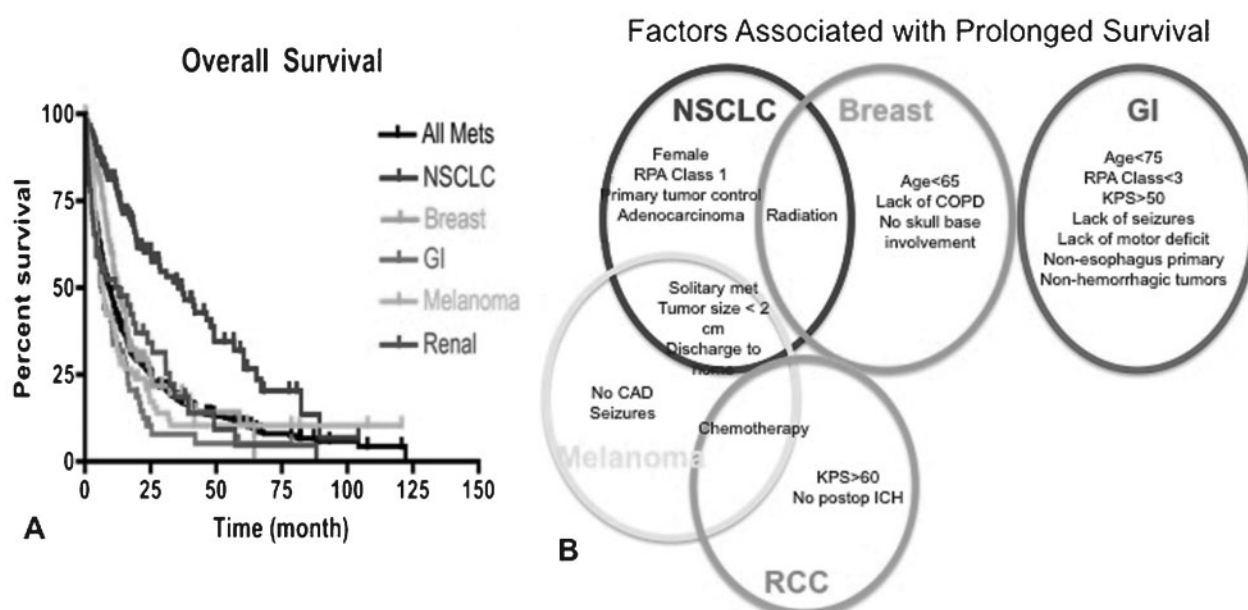 Overall Survival
Percent survival
100
75
50
25
0
0 25 50 75 100 125 150
Time (month)
All Mets
NSCLC
Breast
GI
Melanoma
Renal
A
Factors Associated with Prolonged Survival
NSCLC
Female
RPA Class 1
Primary tumor control
Adenocarcinoma
Radiation
Breast
Age<65
Lack of COPD
No skull base
involvement
GI
Age<75
RPA Class<3
KPS>50
Lack of seizures
Lack of motor deficit
Non-esophagus primary
Non-hemorrhagic tumors
Solitary met
Tumor size < 2
cm
Discharge to
home
No CAD
Seizures
Melanoma
Chemotherapy
KPS>60
No postop ICH
RCC
B